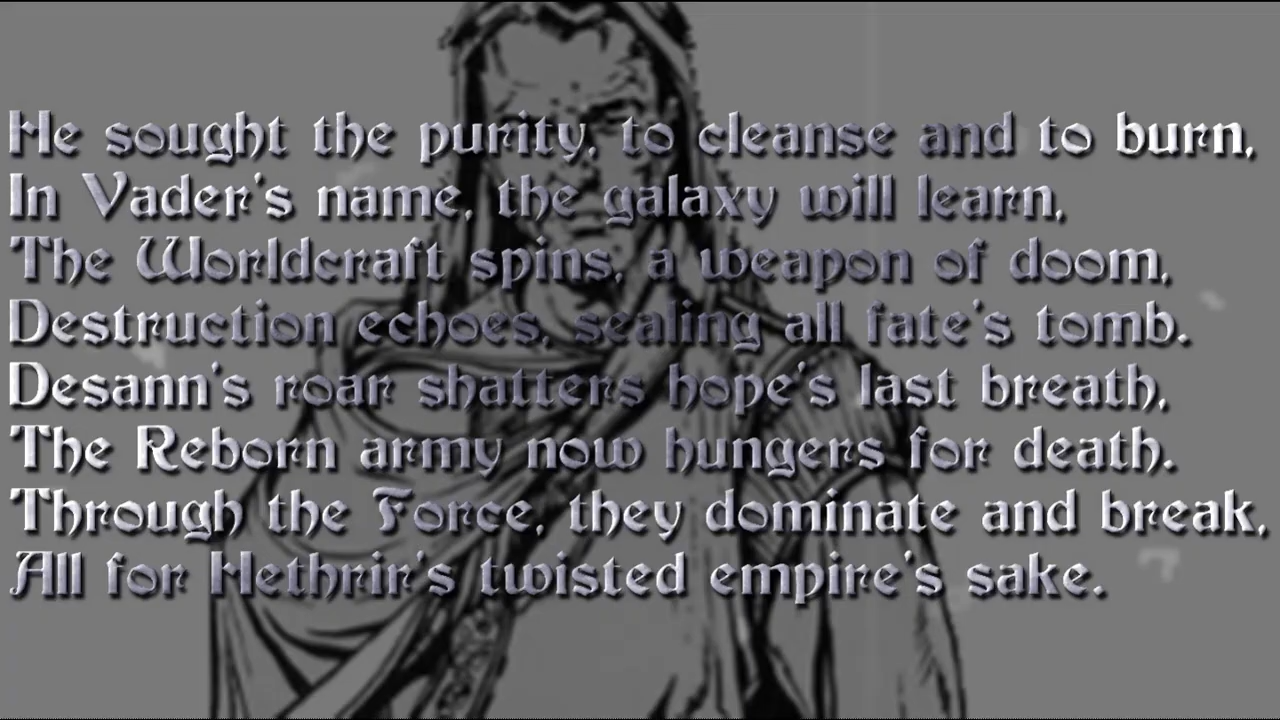 He sought the purity, to cleanse and to burn,
In Vader's name, the galaxy will learn,
The Worldcraft spins, a weapon of doom,
Destruction echoes, sealing all fate's tomb.
Desann's roar shatters hope's last breath,
The Reborn army now hungers for death.
Through the Force, they dominate and break,
All for Hethrir's twisted empire's sake.